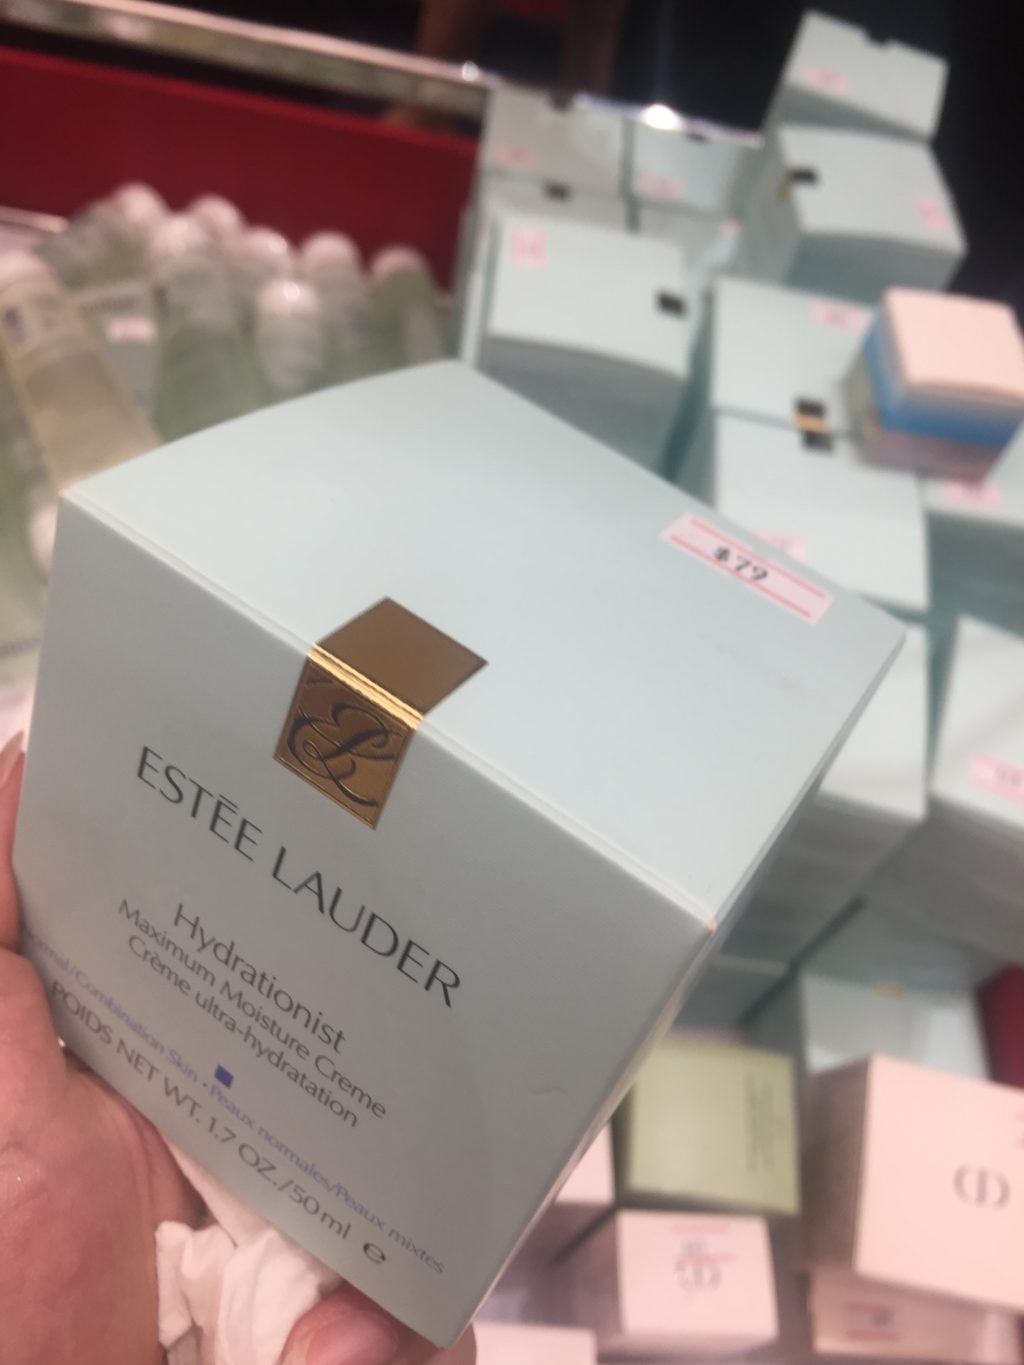 $79
ESTĒE LAUDER
Hydrationist
Maximum Moisture Creme
Crème ultra-hydratation
/Combination Skin · Peaux normales/Peaux mixtes
POIDS NET WT. 1.7 OZ./50 ml e